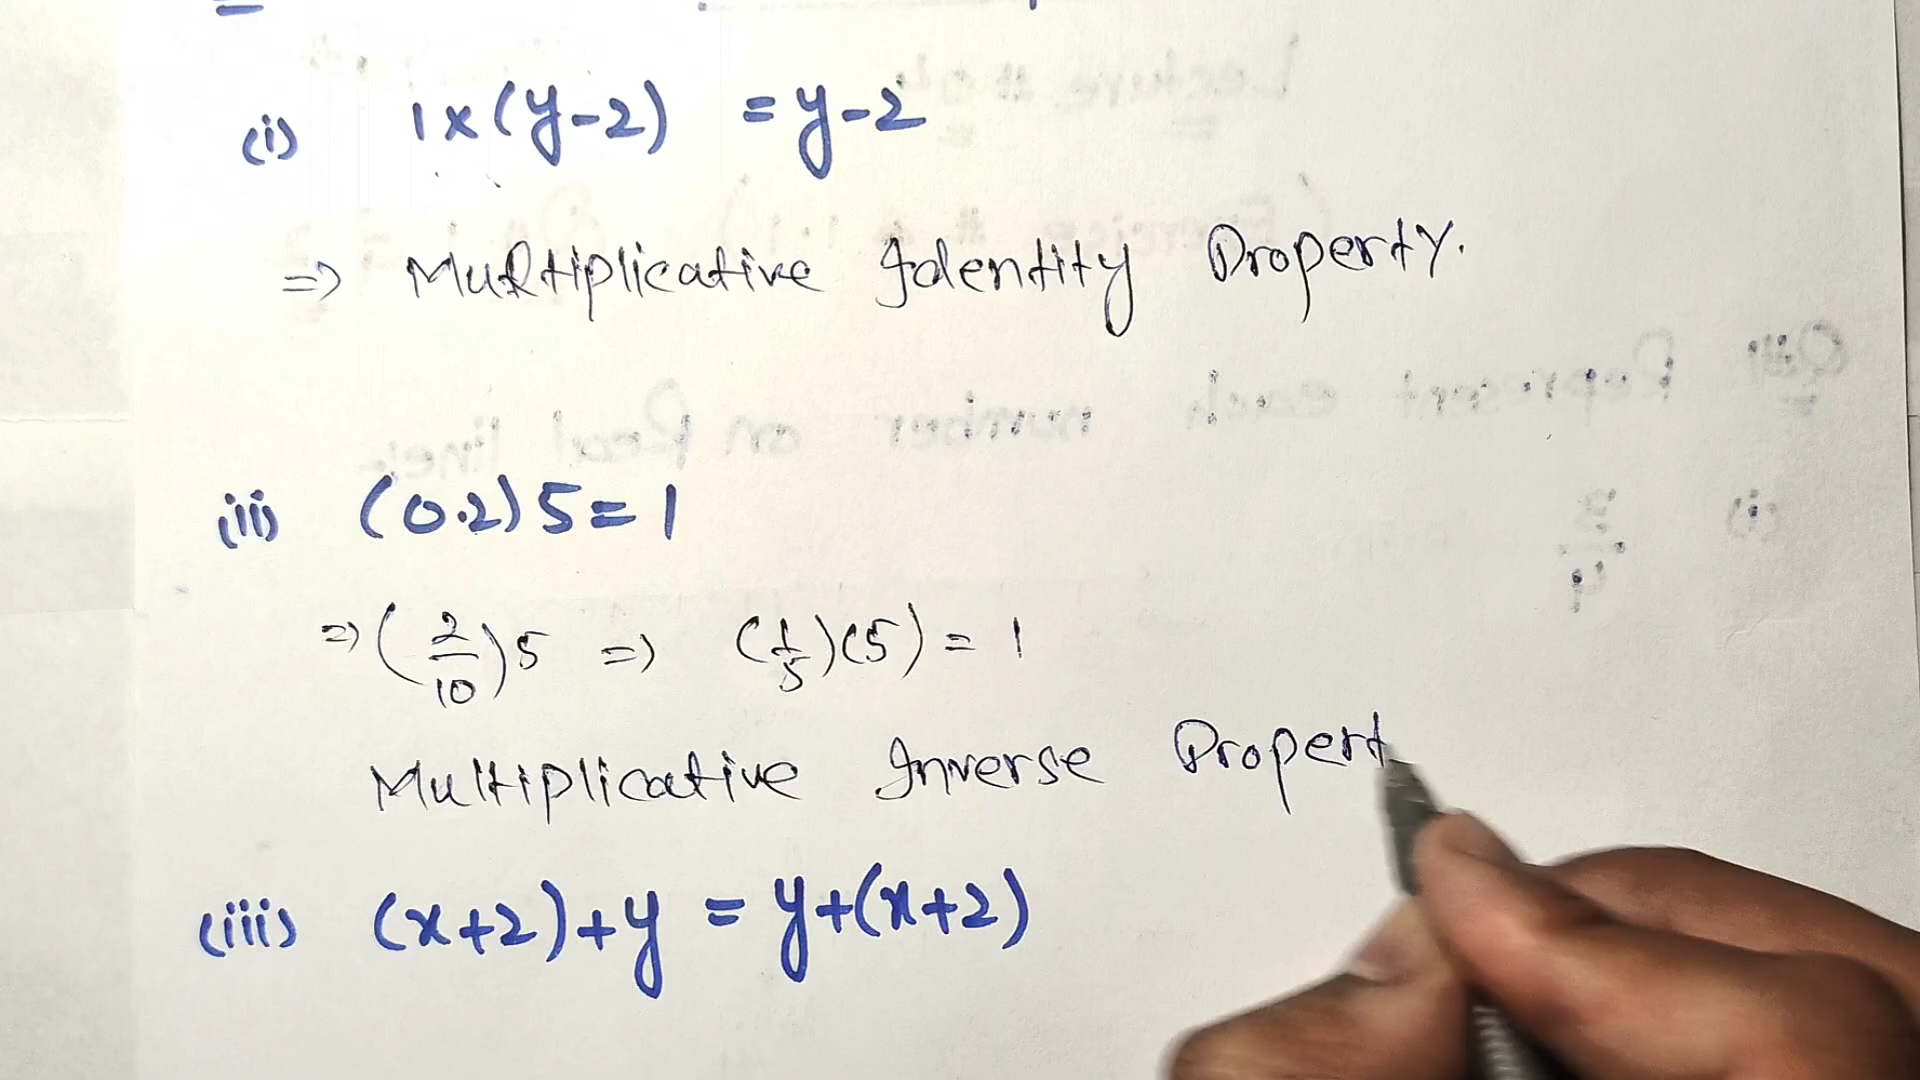 (i) 1×(y-2) = y-2
=> Multiplicative Identity Property.
(ii) (0.2)5=1
=> (2/10)5 => (1/5)(5) = 1
Multiplicative Inverse Propert
(iii) (x+2)+y = y+(x+2)